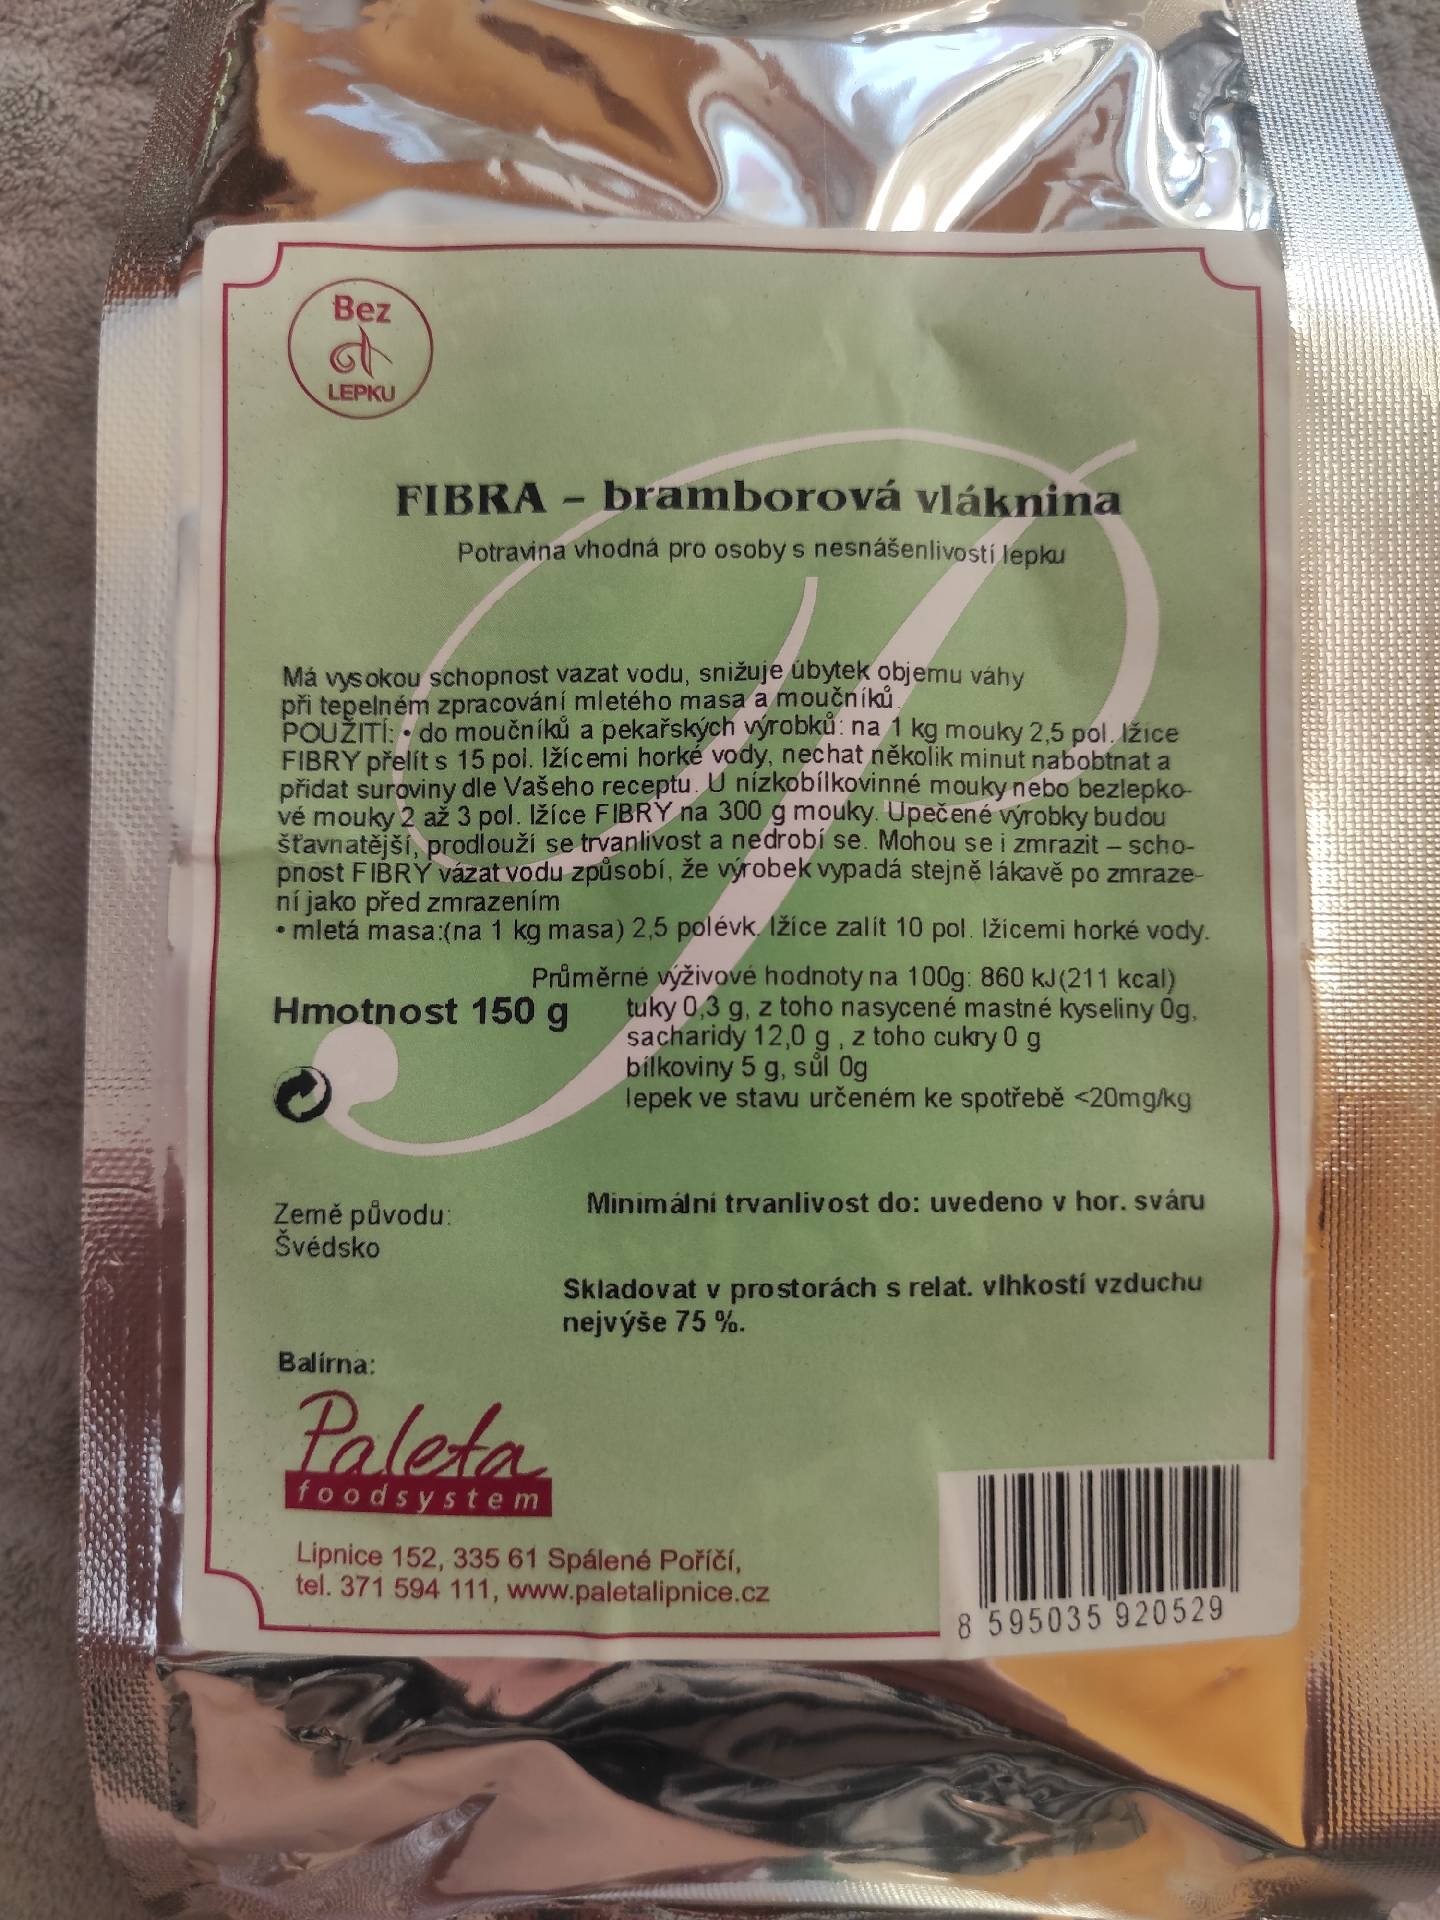 Bez
LEPKU
FIBRA – bramborová vláknina
Potravina vhodná pro osoby s nesnášenlivostí lepku
Má vysokou schopnost vázat vodu, snižuje úbytek objemu váhy
při tepelném zpracování mletého masa a moučníků.
POUŽITÍ: • do moučníků a pekařských výrobků: na 1 kg mouky 2,5 pol. lžíce
FIBRY přelít s 15 pol. lžícemi horké vody, nechat několik minut nabobtnat a
přidat suroviny dle Vašeho receptu. U nízkobílkovinné mouky nebo bezlepko-
vé mouky 2 až 3 pol. lžíce FIBRY na 300 g mouky. Upečené výrobky budou
šťavnatější, prodlouží se trvanlivost a nedrobí se. Mohou se i zmrazit – scho-
pnost FIBRY vázat vodu způsobí, že výrobek vypadá stejně lákavě po zmraze-
ní jako před zmrazením
• mletá masa:(na 1 kg masa) 2,5 polévk. lžíce zalít 10 pol. lžícemi horké vody.
Průměrné výživové hodnoty na 100g: 860 kJ(211 kcal)
Hmotnost 150 g
tuky 0,3 g, z toho nasycené mastné kyseliny 0g,
sacharidy 12,0 g , z toho cukry 0 g
bílkoviny 5 g, sůl 0g
lepek ve stavu určeném ke spotřebě <20mg/kg
Země původu:
Švédsko
Minimální trvanlivost do: uvedeno v hor. sváru
Skladovat v prostorách s relat. vlhkostí vzduchu
nejvýše 75 %.
Balírna:
Paleta
foodsystem
Lipnice 152, 335 61 Spálené Poříčí,
tel. 371 594 111, www.paletalipnice.cz
8 595035 920529